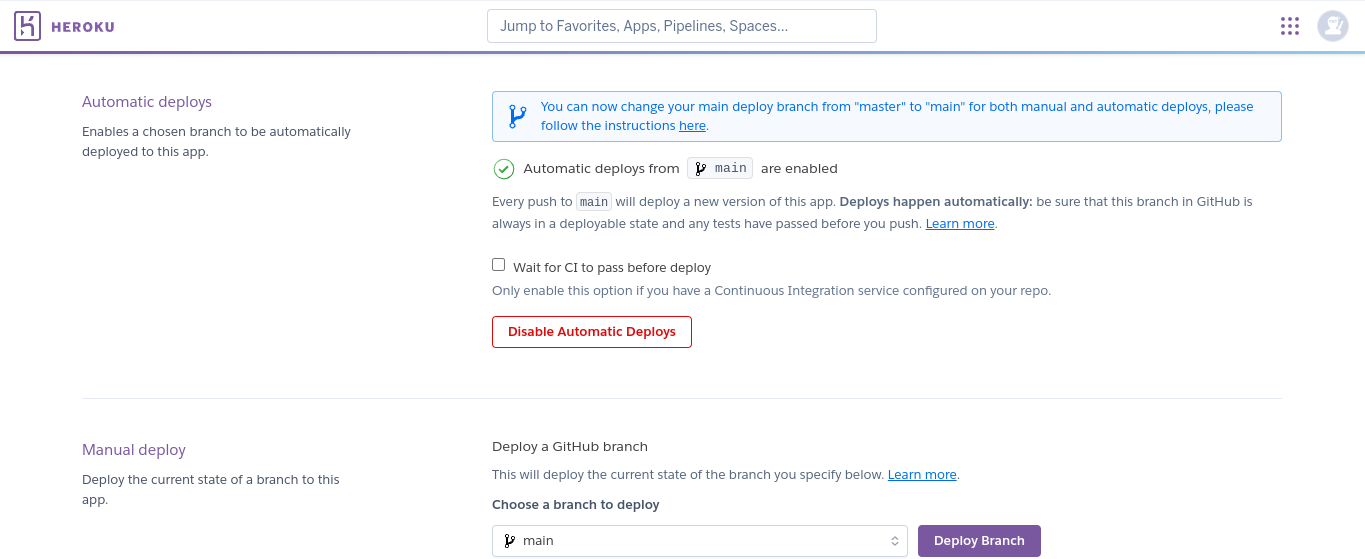 HEROKU
Jump to Favorites, Apps, Pipelines, Spaces...
Automatic deploys
Enables a chosen branch to be automatically
deployed to this app.
You can now change your main deploy branch from "master" to "main" for both manual and automatic deploys, please
follow the instructions here.
Automatic deploys from main are enabled
Every push to main will deploy a new version of this app. Deploys happen automatically: be sure that this branch in GitHub is
always in a deployable state and any tests have passed before you push. Learn more.
Wait for CI to pass before deploy
Only enable this option if you have a Continuous Integration service configured on your repo.
Disable Automatic Deploys
Manual deploy
Deploy the current state of a branch to this
app.
Deploy a GitHub branch
This will deploy the current state of the branch you specify below. Learn more.
Choose a branch to deploy
main
Deploy Branch